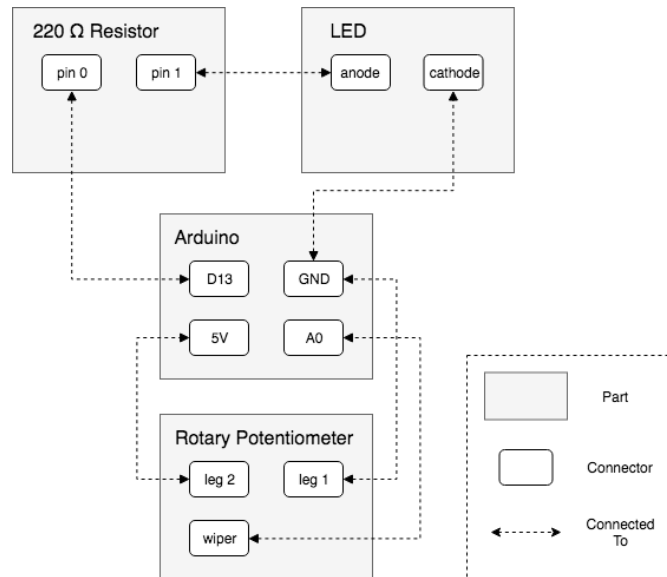 220 Ω Resistor
pin 0
pin 1
LED
anode
cathode
Arduino
D13
GND
5V
A0
Rotary Potentiometer
leg 2
leg 1
wiper
Part
Connector
Connected
To